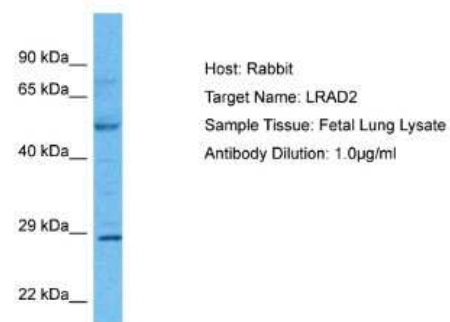 90 kDa__
65 kDa__
40 kDa__
29 kDa__
22 kDa__
Host: Rabbit
Target Name: LRAD2
Sample Tissue: Fetal Lung Lysate
Antibody Dilution: 1.0µg/ml